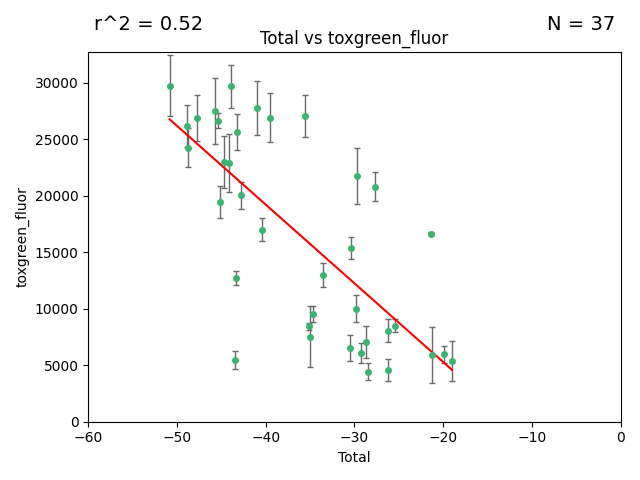 r^2 = 0.52
N = 37
Total vs toxgreen_fluor
toxgreen_fluor
30000
25000
20000
15000
10000
5000
0
−60
−50
−40
−30
−20
−10
0
Total